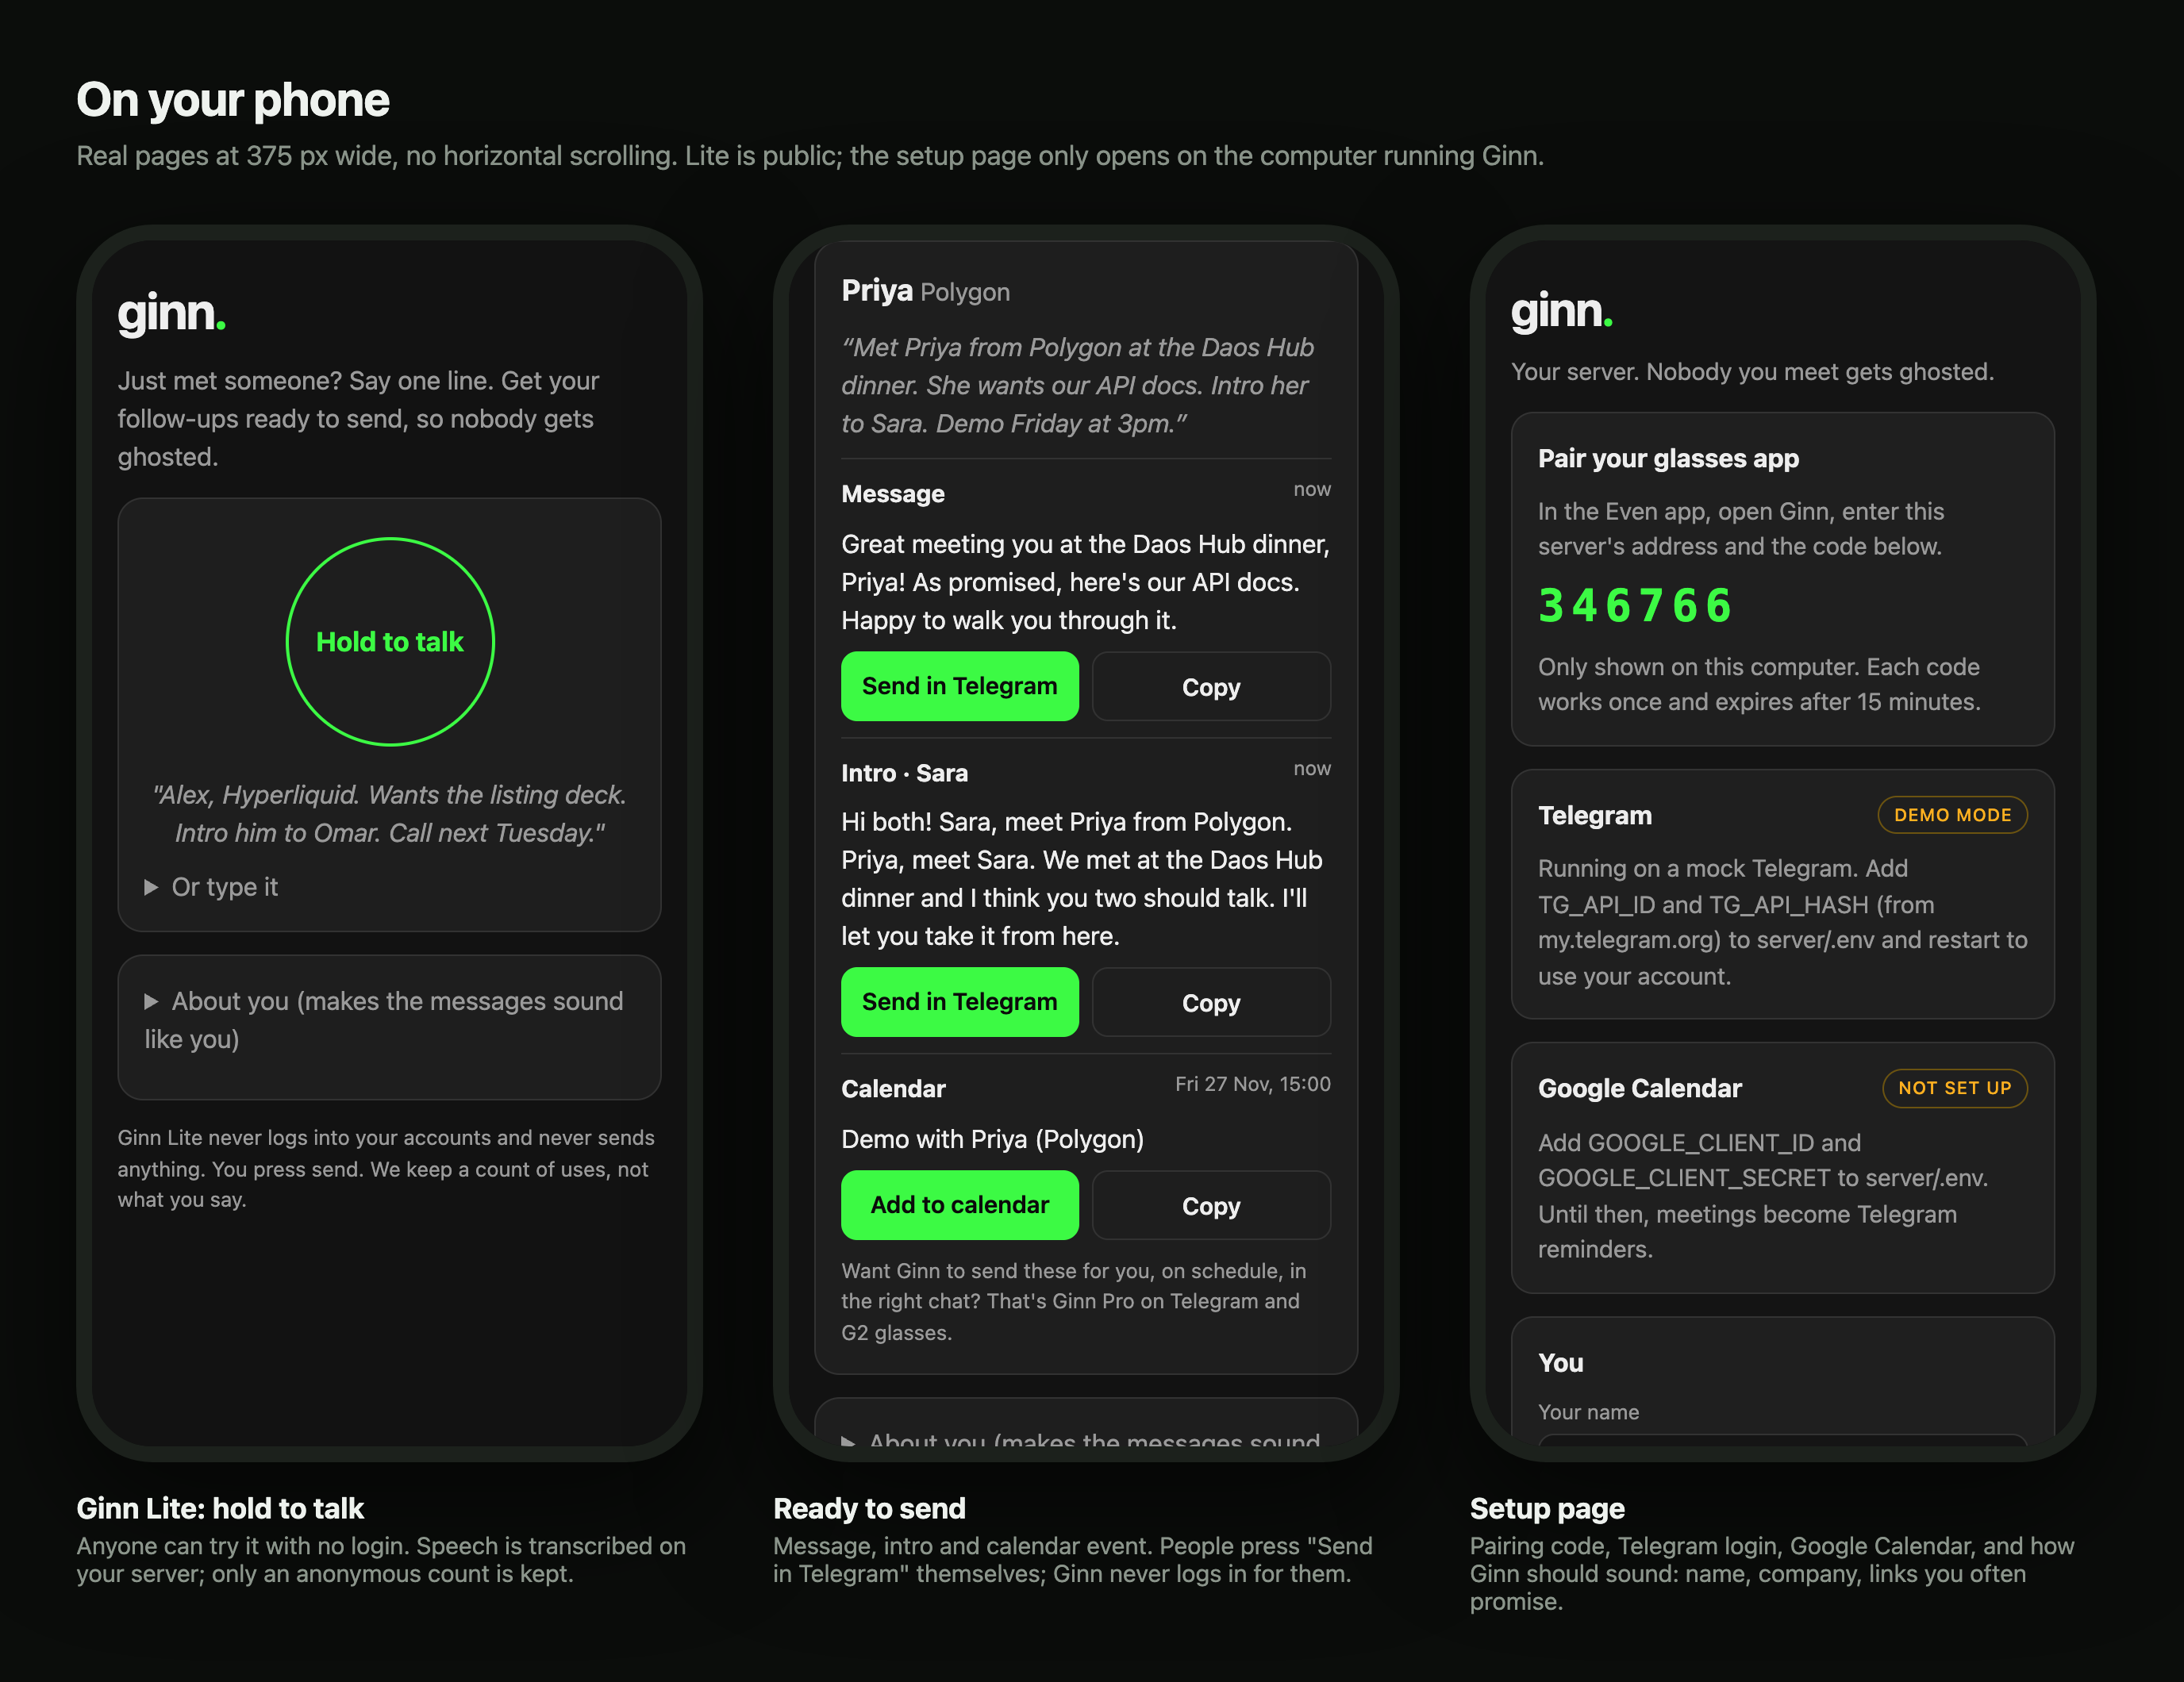 On your phone
Real pages at 375 px wide, no horizontal scrolling. Lite is public; the setup page only opens on the computer running Ginn.
ginn.
Just met someone? Say one line. Get your
follow-ups ready to send, so nobody gets
ghosted.
Hold to talk
"Alex, Hyperliquid. Wants the listing deck.
Intro him to Omar. Call next Tuesday."
▶ Or type it
▶ About you (makes the messages sound
like you)
Ginn Lite never logs into your accounts and never sends
anything. You press send. We keep a count of uses, not
what you say.
Ginn Lite: hold to talk
Anyone can try it with no login. Speech is transcribed on
your server; only an anonymous count is kept.
Priya Polygon
“Met Priya from Polygon at the Daos Hub
dinner. She wants our API docs. Intro her
to Sara. Demo Friday at 3pm.”
Message now
Great meeting you at the Daos Hub dinner,
Priya! As promised, here's our API docs.
Happy to walk you through it.
Send in Telegram Copy
Intro · Sara now
Hi both! Sara, meet Priya from Polygon.
Priya, meet Sara. We met at the Daos Hub
dinner and I think you two should talk. I'll
let you take it from here.
Send in Telegram Copy
Calendar Fri 27 Nov, 15:00
Demo with Priya (Polygon)
Add to calendar Copy
Want Ginn to send these for you, on schedule, in
the right chat? That's Ginn Pro on Telegram and
G2 glasses.
▶ About you (makes the messages sound
Ready to send
Message, intro and calendar event. People press "Send
in Telegram" themselves; Ginn never logs in for them.
ginn.
Your server. Nobody you meet gets ghosted.
Pair your glasses app
In the Even app, open Ginn, enter this
server's address and the code below.
346766
Only shown on this computer. Each code
works once and expires after 15 minutes.
Telegram DEMO MODE
Running on a mock Telegram. Add
TG_API_ID and TG_API_HASH (from
my.telegram.org) to server/.env and restart to
use your account.
Google Calendar NOT SET UP
Add GOOGLE_CLIENT_ID and
GOOGLE_CLIENT_SECRET to server/.env.
Until then, meetings become Telegram
reminders.
You
Your name
Setup page
Pairing code, Telegram login, Google Calendar, and how
Ginn should sound: name, company, links you often
promise.